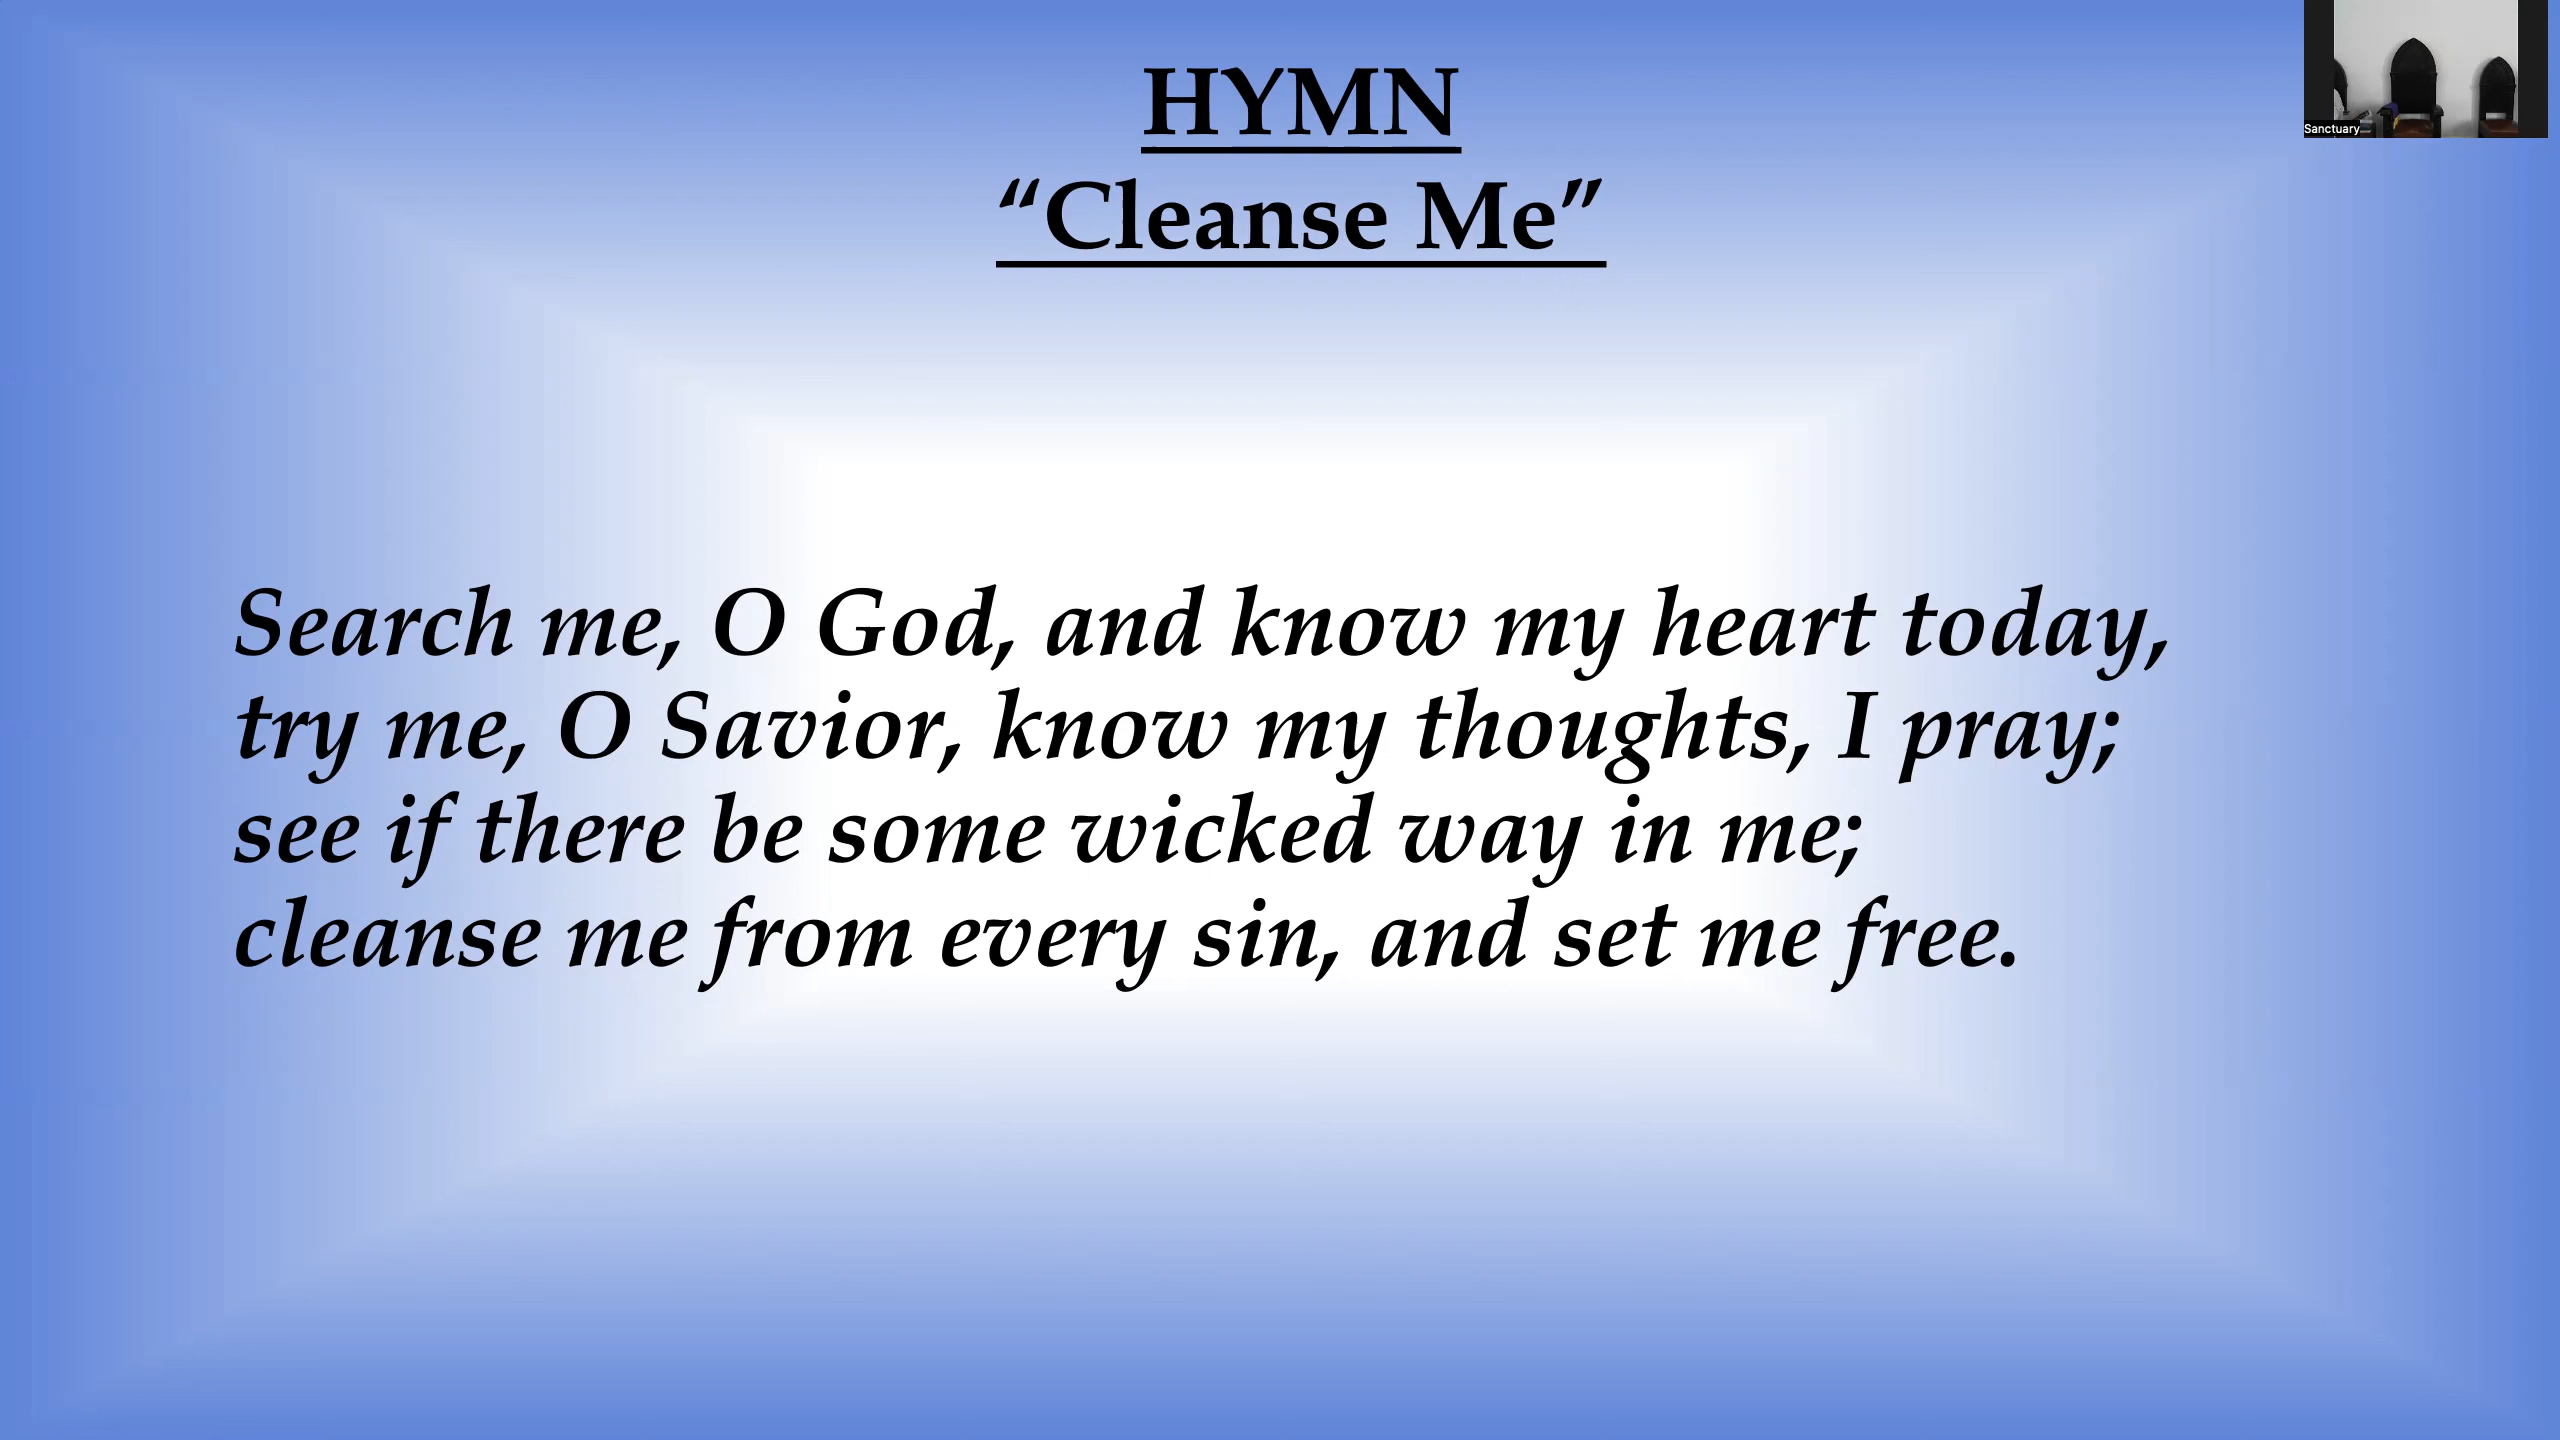 HYMN
“Cleanse Me”
Sanctuary
Search me, O God, and know my heart today,
try me, O Savior, know my thoughts, I pray;
see if there be some wicked way in me;
cleanse me from every sin, and set me free.